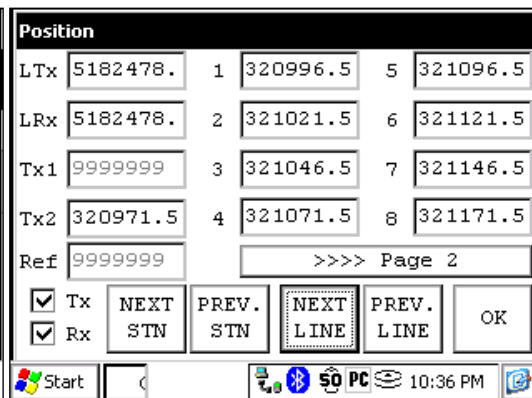 Position
LTx 5182478. 1 320996.5 5 321096.5
LRx 5182478. 2 321021.5 6 321121.5
Tx1 9999999 3 321046.5 7 321146.5
Tx2 320971.5 4 321071.5 8 321171.5
Ref 9999999 >>>> Page 2
Tx
Rx
NEXT STN
PREV. STN
NEXT LINE
PREV. LINE
OK
Start
50 PC 10:36 PM